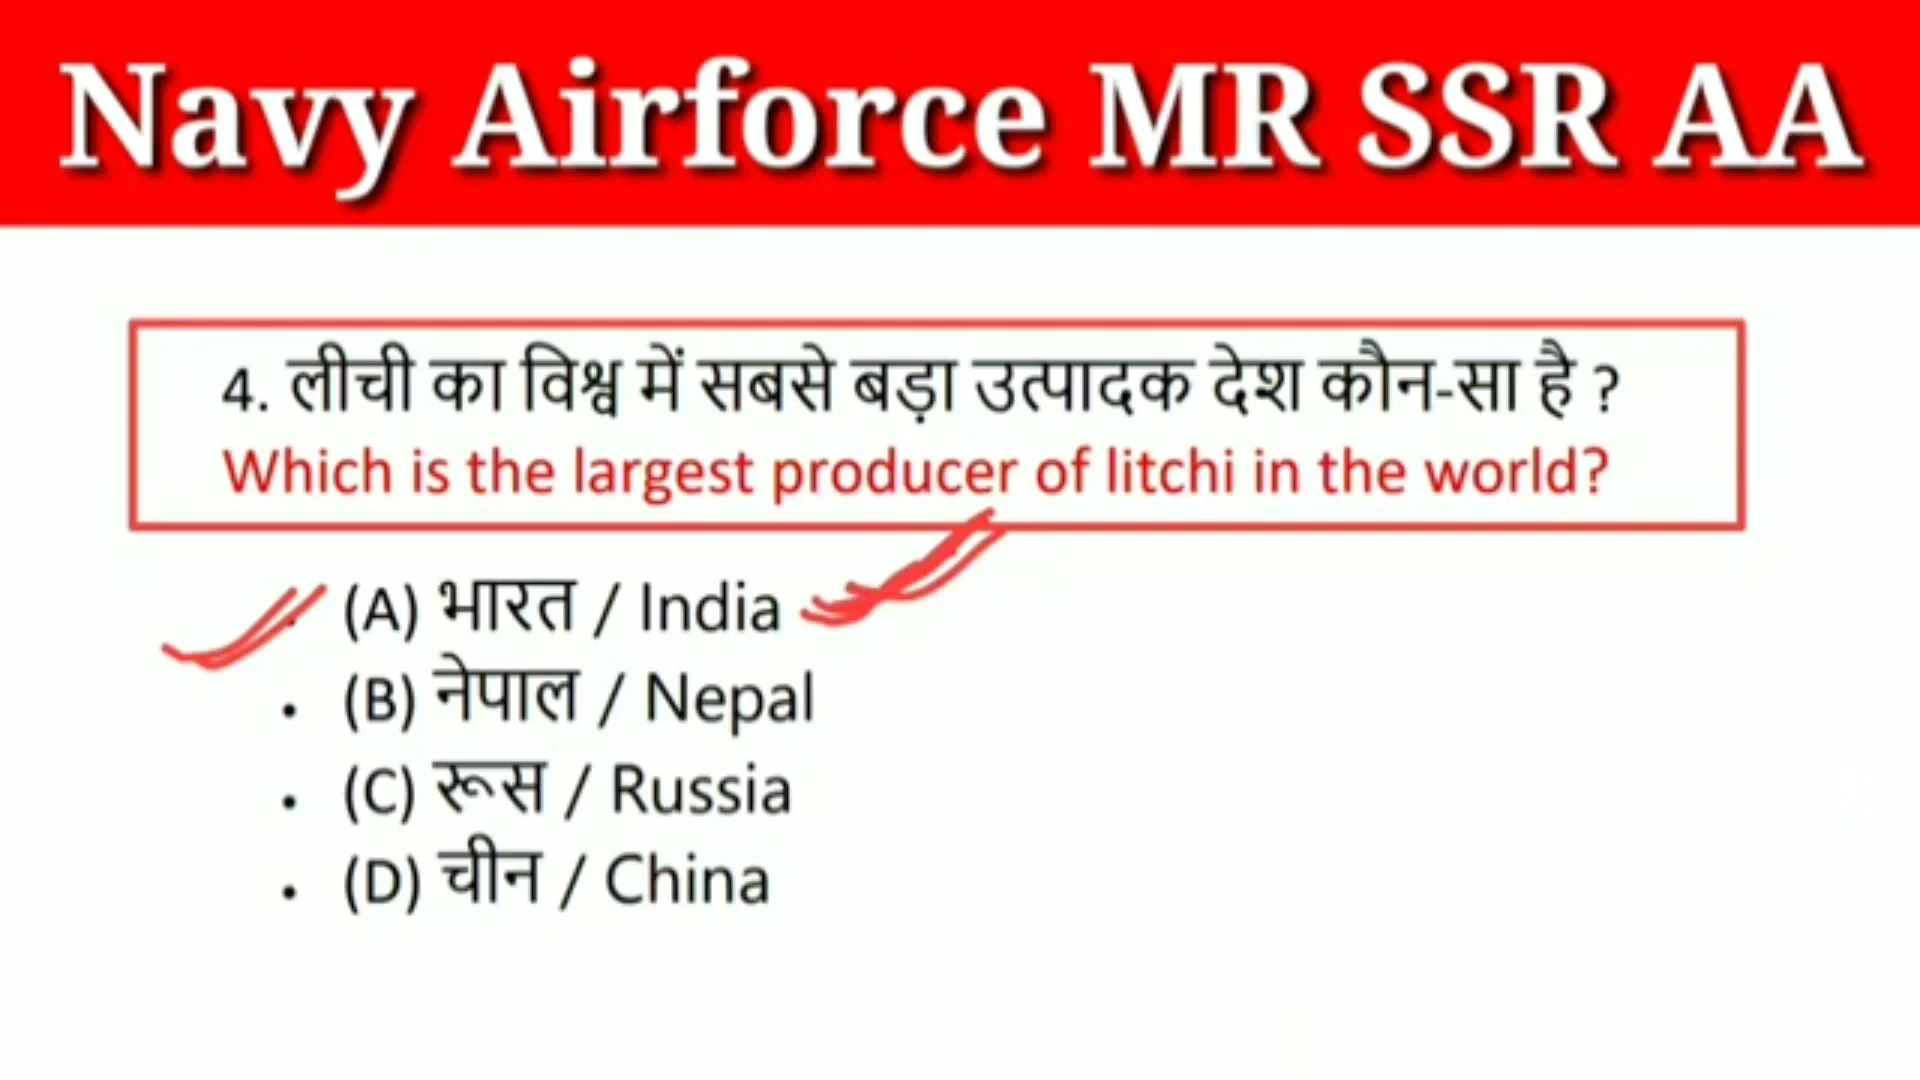 Navy Airforce MR SSR AA
4. लीची का विश्व में सबसे बड़ा उत्पादक देश कौन-सा है ?
Which is the largest producer of litchi in the world?
(A) भारत / India
• (B) नेपाल / Nepal
• (C) रूस / Russia
• (D) चीन / China